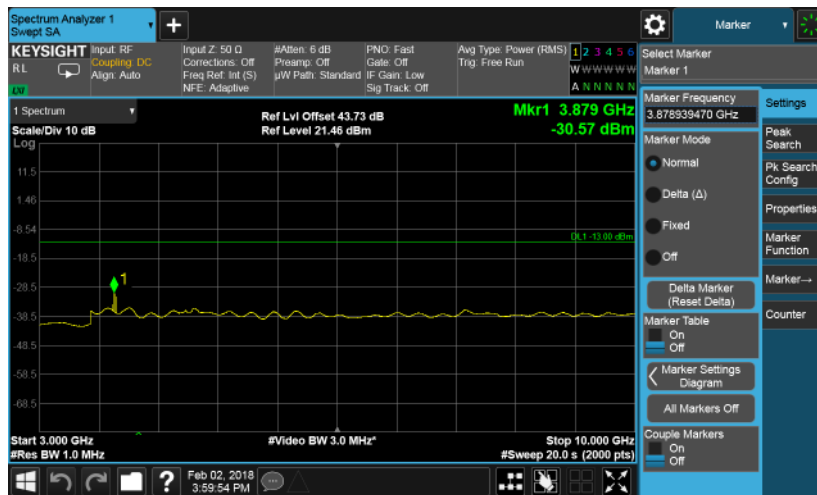 Spectrum Analyzer 1
Swept SA
Marker
KEYSIGHT
RL
LXI
Input: RF
Coupling: DC
Align: Auto
Input Z: 50 Ω
Corrections: Off
Freq Ref: Int (S)
NFE: Adaptive
#Atten: 6 dB
Preamp: Off
µW Path: Standard
PNO: Fast
Gate: Off
IF Gain: Low
Sig Track: Off
Avg Type: Power (RMS)
Trig: Free Run
1 2 3 4 5 6
W W W W W W
A N N N N N
Select Marker
Marker 1
1 Spectrum
Scale/Div 10 dB
Log
Ref Lvl Offset 43.73 dB
Ref Level 21.46 dBm
Mkr1 3.879 GHz
-30.57 dBm
11.5
1.46
-8.54
-18.5
-28.5
-38.5
-48.5
-58.5
-68.5
DL1 -13.00 dBm
1
Start 3.000 GHz
#Res BW 1.0 MHz
#Video BW 3.0 MHz*
Stop 10.000 GHz
#Sweep 20.0 s (2000 pts)
Marker Frequency
3.878939470 GHz
Marker Mode
Normal
Delta (Δ)
Fixed
Off
Delta Marker
(Reset Delta)
Marker Table
On
Off
Marker Settings
Diagram
All Markers Off
Couple Markers
On
Off
Settings
Peak
Search
Pk Search
Config
Properties
Marker
Function
Marker→
Counter
?
Feb 02, 2018
3:59:54 PM